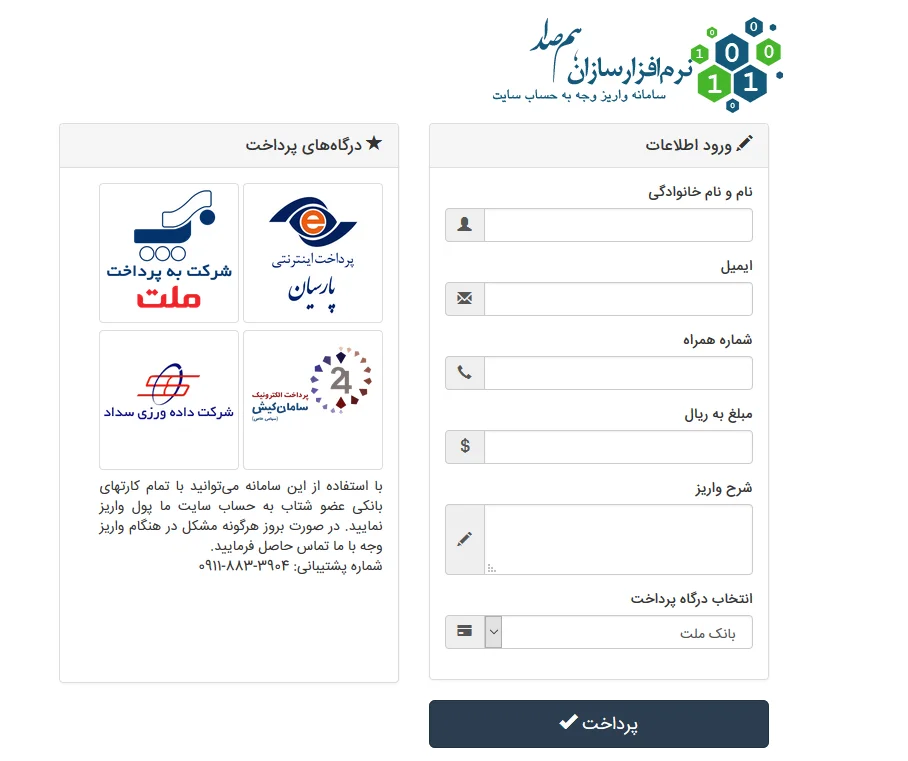 هم صدا
نرم‌افزارسازان
سامانه واریز وجه به حساب سایت
0
0
0
0
1
1
1
0
ورود اطلاعات
نام و نام خانوادگی
ایمیل
شماره همراه
مبلغ به ریال
$
شرح واریز
انتخاب درگاه پرداخت
بانک ملت
پرداخت
درگاه‌های پرداخت
e
پرداخت اینترنتی
پارسیان
شرکت به پرداخت
ملت
24
پرداخت الکترونیک
سامان‌کیش
(سهامی خاص)
شرکت داده ورزی سداد
با استفاده از این سامانه می‌توانید با تمام کارتهای
بانکی عضو شتاب به حساب سایت ما پول واریز
نمایید. در صورت بروز هرگونه مشکل در هنگام واریز
وجه با ما تماس حاصل فرمایید.
شماره پشتیبانی: ۳۹۰۴-۸۸۳-۰۹۱۱